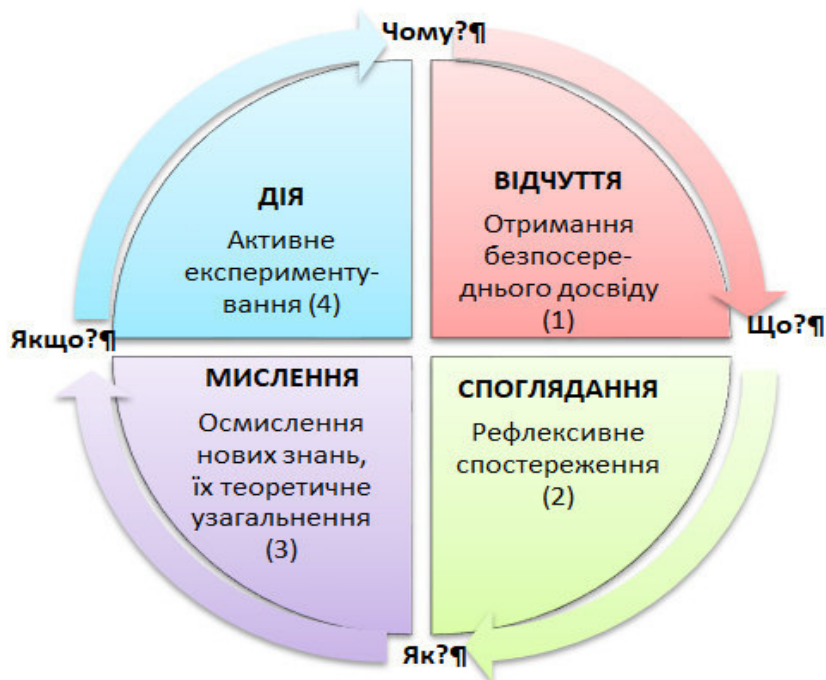 Чому?¶
ВІДЧУТТЯ
Отримання
безпосере-
днього досвіду
(1)
Що?¶
СПОГЛЯДАННЯ
Рефлексивне
спостереження
(2)
Як?¶
МИСЛЕННЯ
Осмислення
нових знань,
їх теоретичне
узагальнення
(3)
Якщо?¶
ДІЯ
Активне
експерименту-
вання (4)